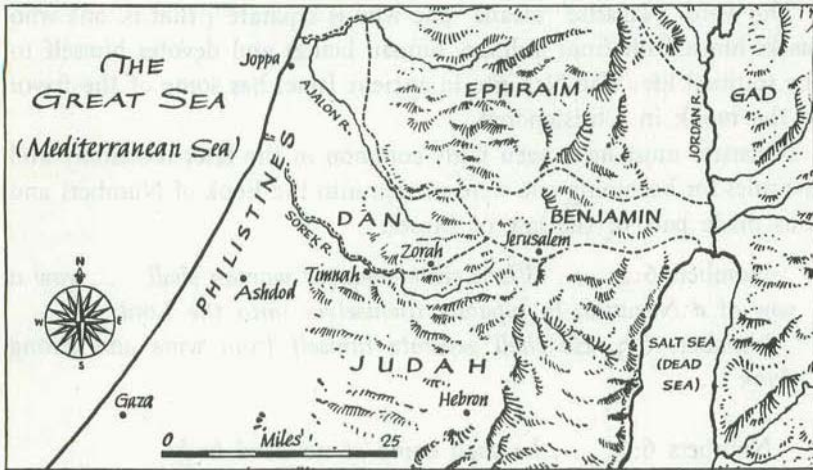 THE
GREAT SEA
(Mediterranean Sea)
Joppa
YALON R.
EPHRAIM
JORDAN R.
GAD
PHILISTINES
DAN
BENJAMIN
SOREK R.
Zorah
Jerusalem
Timnah
Ashdod
N
E
S
SALT SEA
(DEAD
SEA)
JUDAH
Gaza
Hebron
0 Miles 25